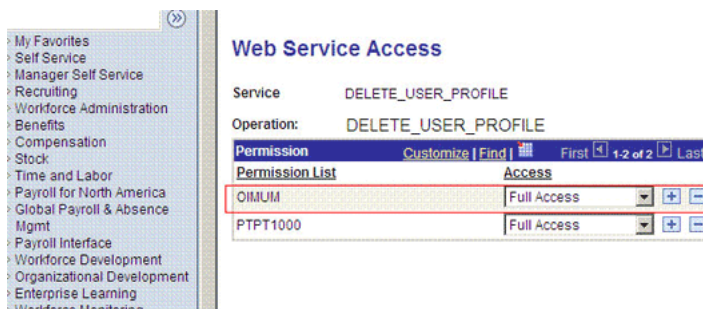 My Favorites
Self Service
Manager Self Service
Recruiting
Workforce Administration
Benefits
Compensation
Stock
Time and Labor
Payroll for North America
Global Payroll & Absence
Mgmt
Payroll Interface
Workforce Development
Organizational Development
Enterprise Learning
Workforce Monitoring
Web Service Access
Service DELETE_USER_PROFILE
Operation: DELETE_USER_PROFILE
Permission Customize | Find | First 1-2 of 2 Last
Permission List Access
OIMUM Full Access
PTPT1000 Full Access